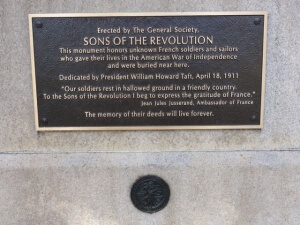 Erected by The General Society,
SONS OF THE REVOLUTION
This monument honors unknown French soldiers and sailors
who gave their lives in the American War of Independence
and were buried near here.
Dedicated by President William Howard Taft, April 18, 1911
"Our soldiers rest in hallowed ground in a friendly country.
To the Sons of the Revolution I beg to express the gratitude of France."
Jean Jules Jusserand, Ambassador of France
The memory of their deeds will live forever.